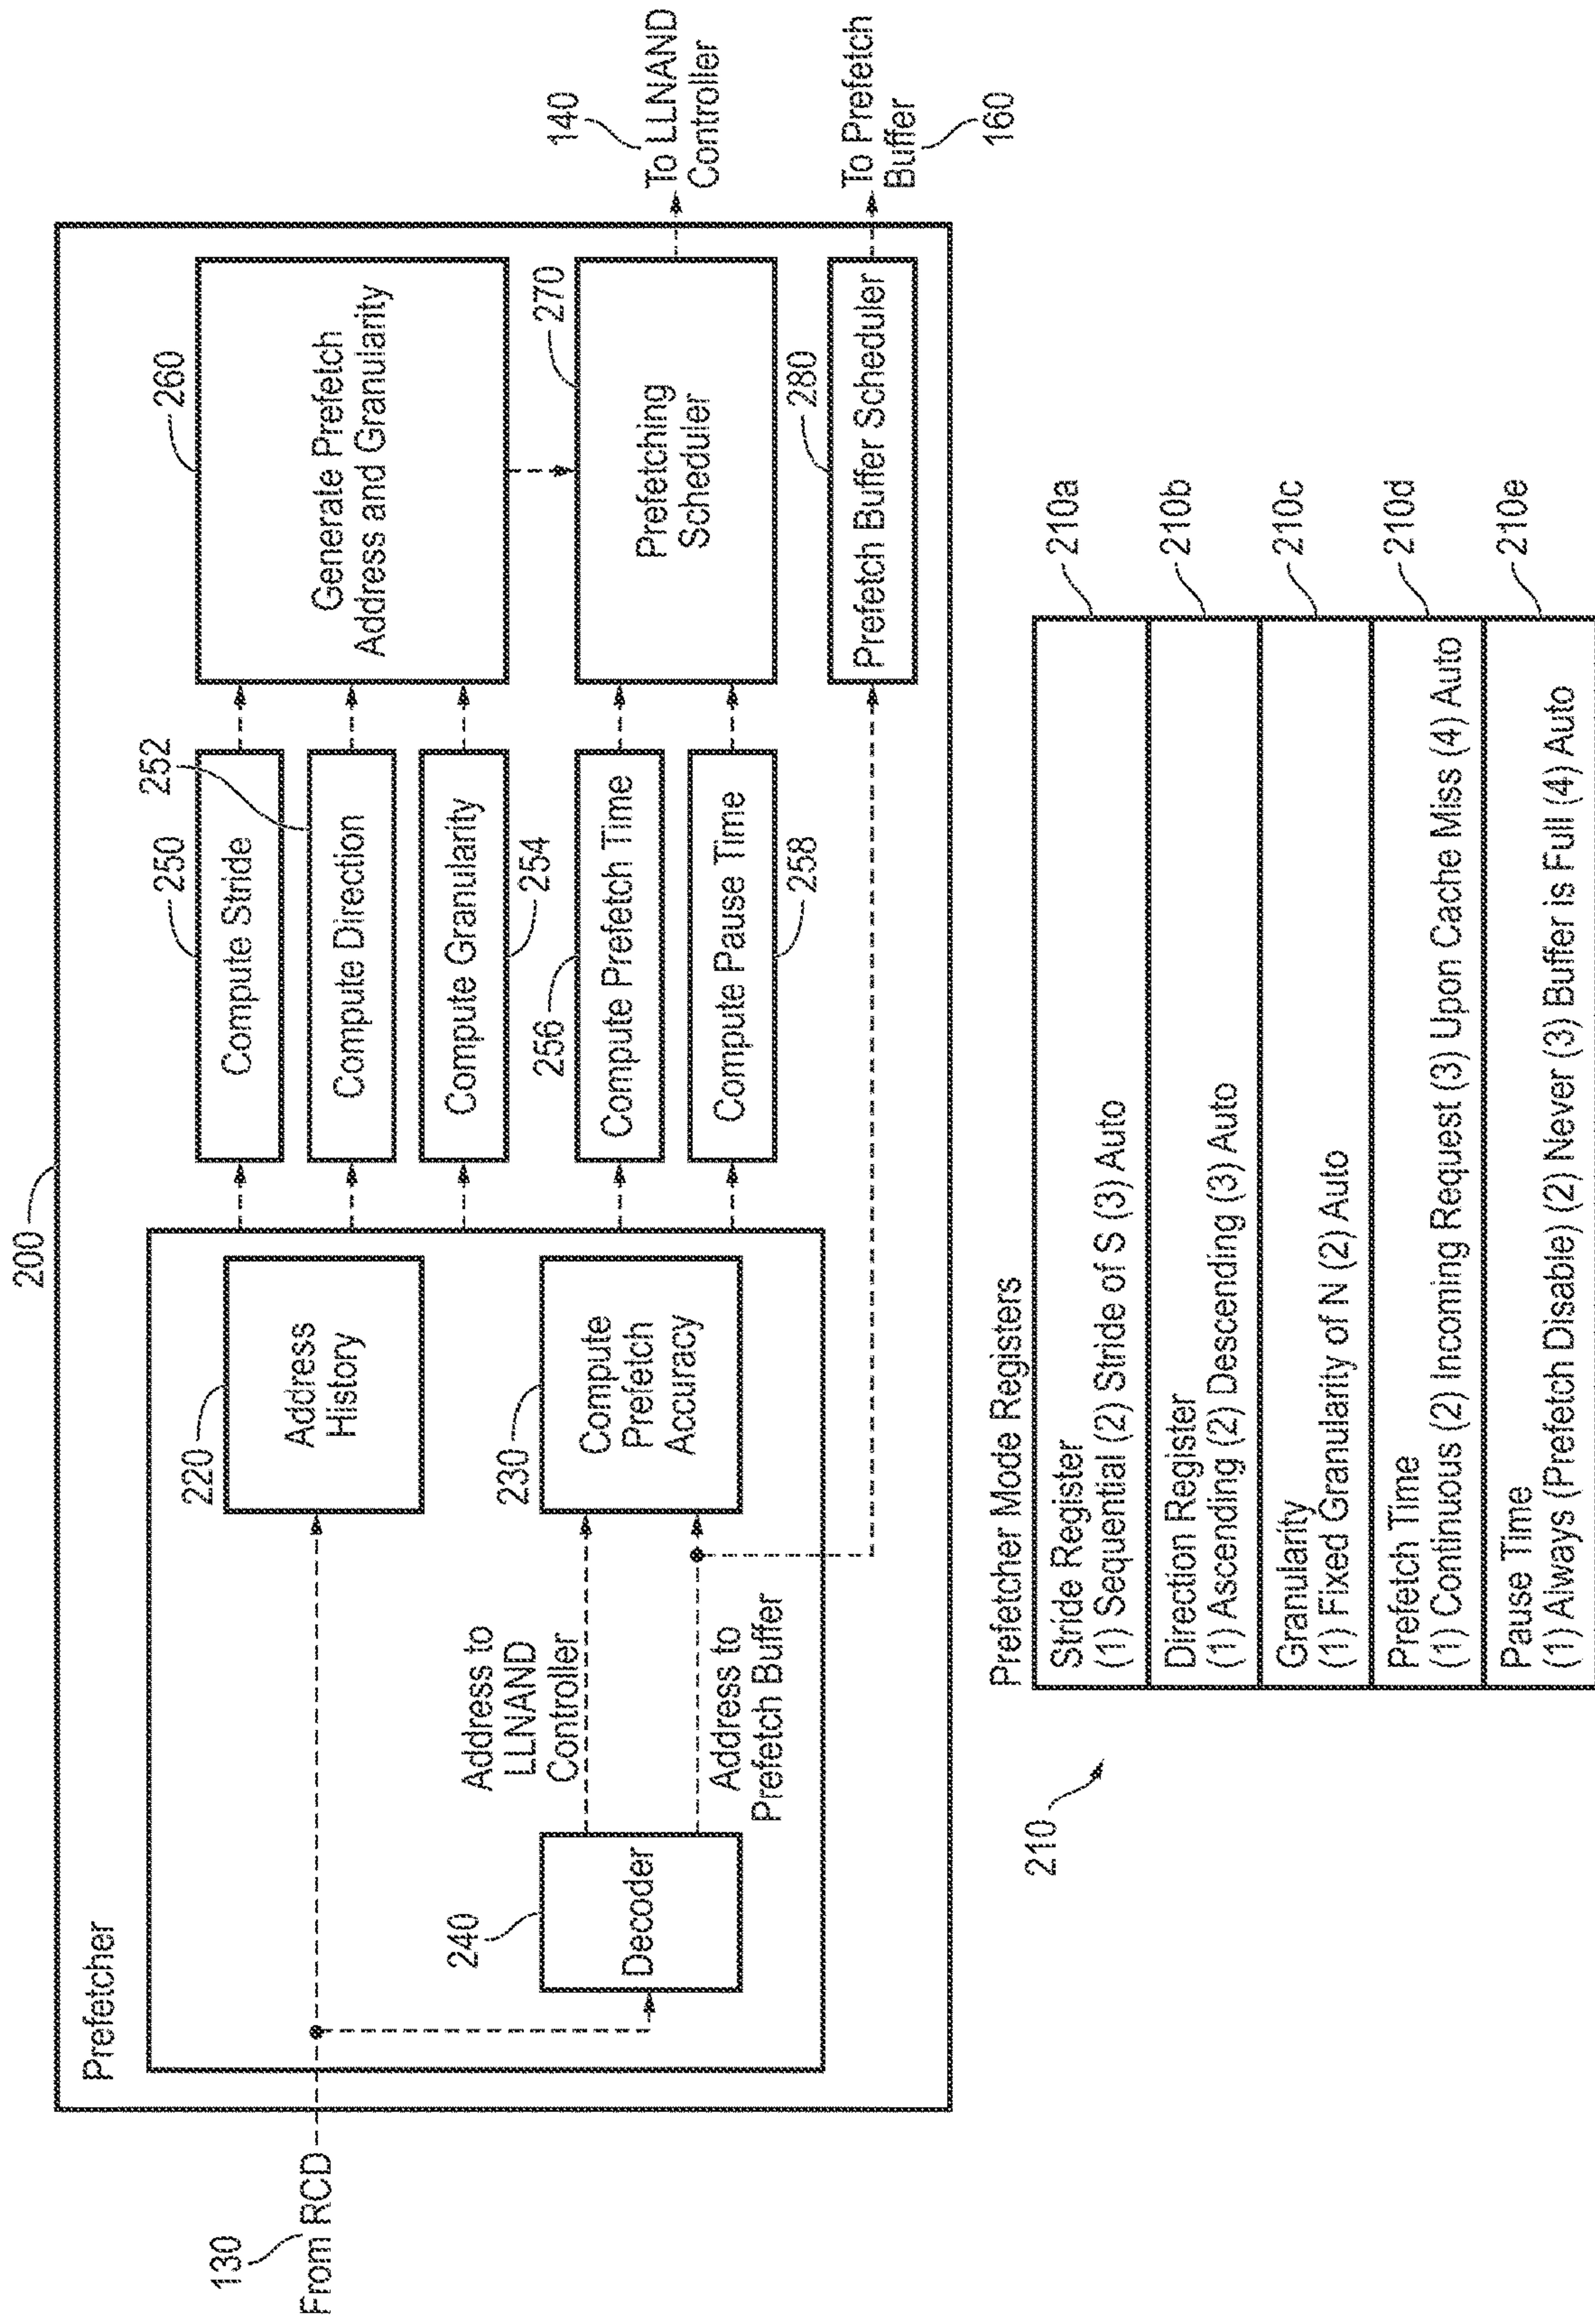 200
Prefetcher
130
From RCD
220
Address
History
240
Decoder
Address to
LLNAND
Controller
Address to
Prefetch Buffer
230
Compute
Prefetch
Accuracy
250
Compute Stride
252
Compute Direction
Compute Granularity
254
256
Compute Prefetch Time
Compute Pause Time
258
260
Generate Prefetch
Address and Granularity
270
Prefetching
Scheduler
280
Prefetch Buffer Scheduler
140
To LLNAND
Controller
To Prefetch
Buffer
160
210
Prefetcher Mode Registers
Stride Register
(1) Sequential (2) Stride of S (3) Auto
210a
Direction Register
(1) Ascending (2) Descending (3) Auto
210b
Granularity
(1) Fixed Granularity of N (2) Auto
210c
Prefetch Time
(1) Continuous (2) Incoming Request (3) Upon Cache Miss (4) Auto
210d
Pause Time
(1) Always (Prefetch Disable) (2) Never (3) Buffer is Full (4) Auto
210e